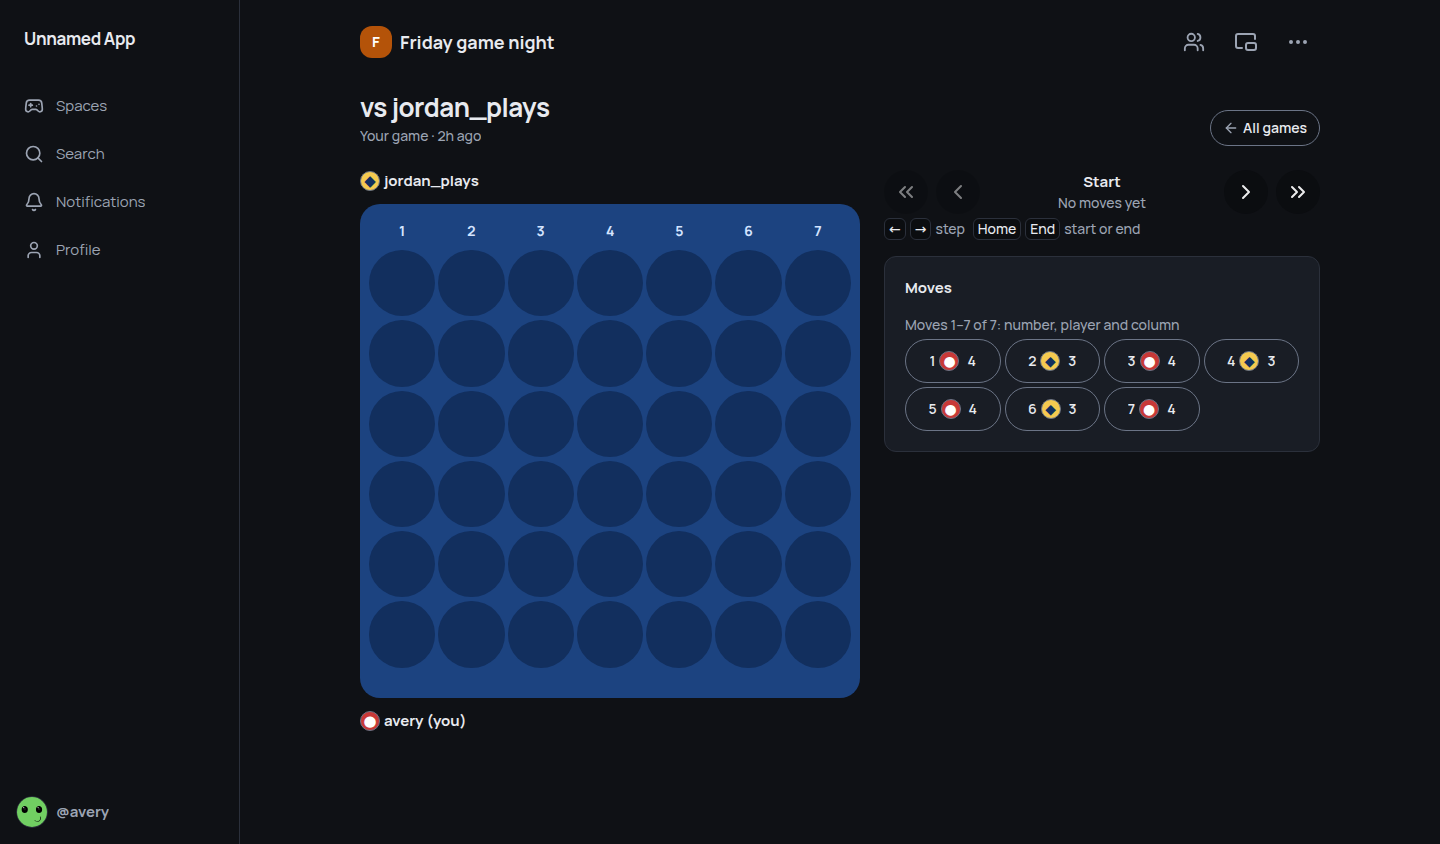 Unnamed App
Spaces
Search
Notifications
Profile
@avery
F Friday game night
vs jordan_plays
Your game · 2h ago
← All games
jordan_plays
1 2 3 4 5 6 7
avery (you)
Start
No moves yet
← → step Home End start or end
Moves
Moves 1–7 of 7: number, player and column
1 4 2 3 3 4 4 3
5 4 6 3 7 4